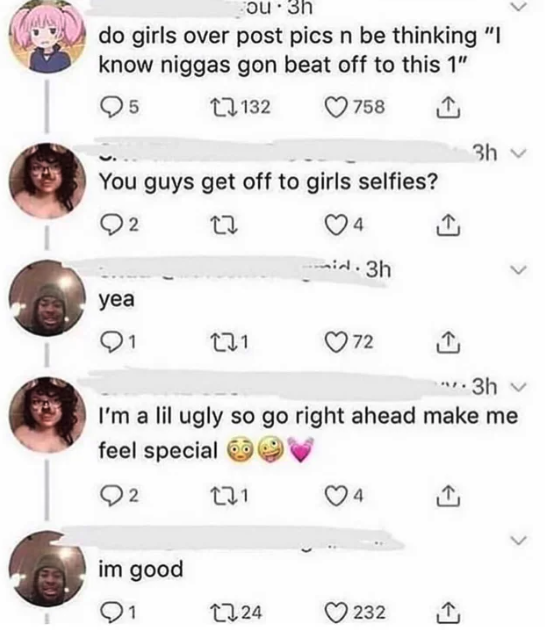 ou · 3h
do girls over post pics n be thinking "I
know niggas gon beat off to this 1"
5 132 758
3h
You guys get off to girls selfies?
2 4
· 3h
yea
1 1 72
· 3h
I'm a lil ugly so go right ahead make me
feel special 😳🤪💓
2 1 4
im good
1 24 232